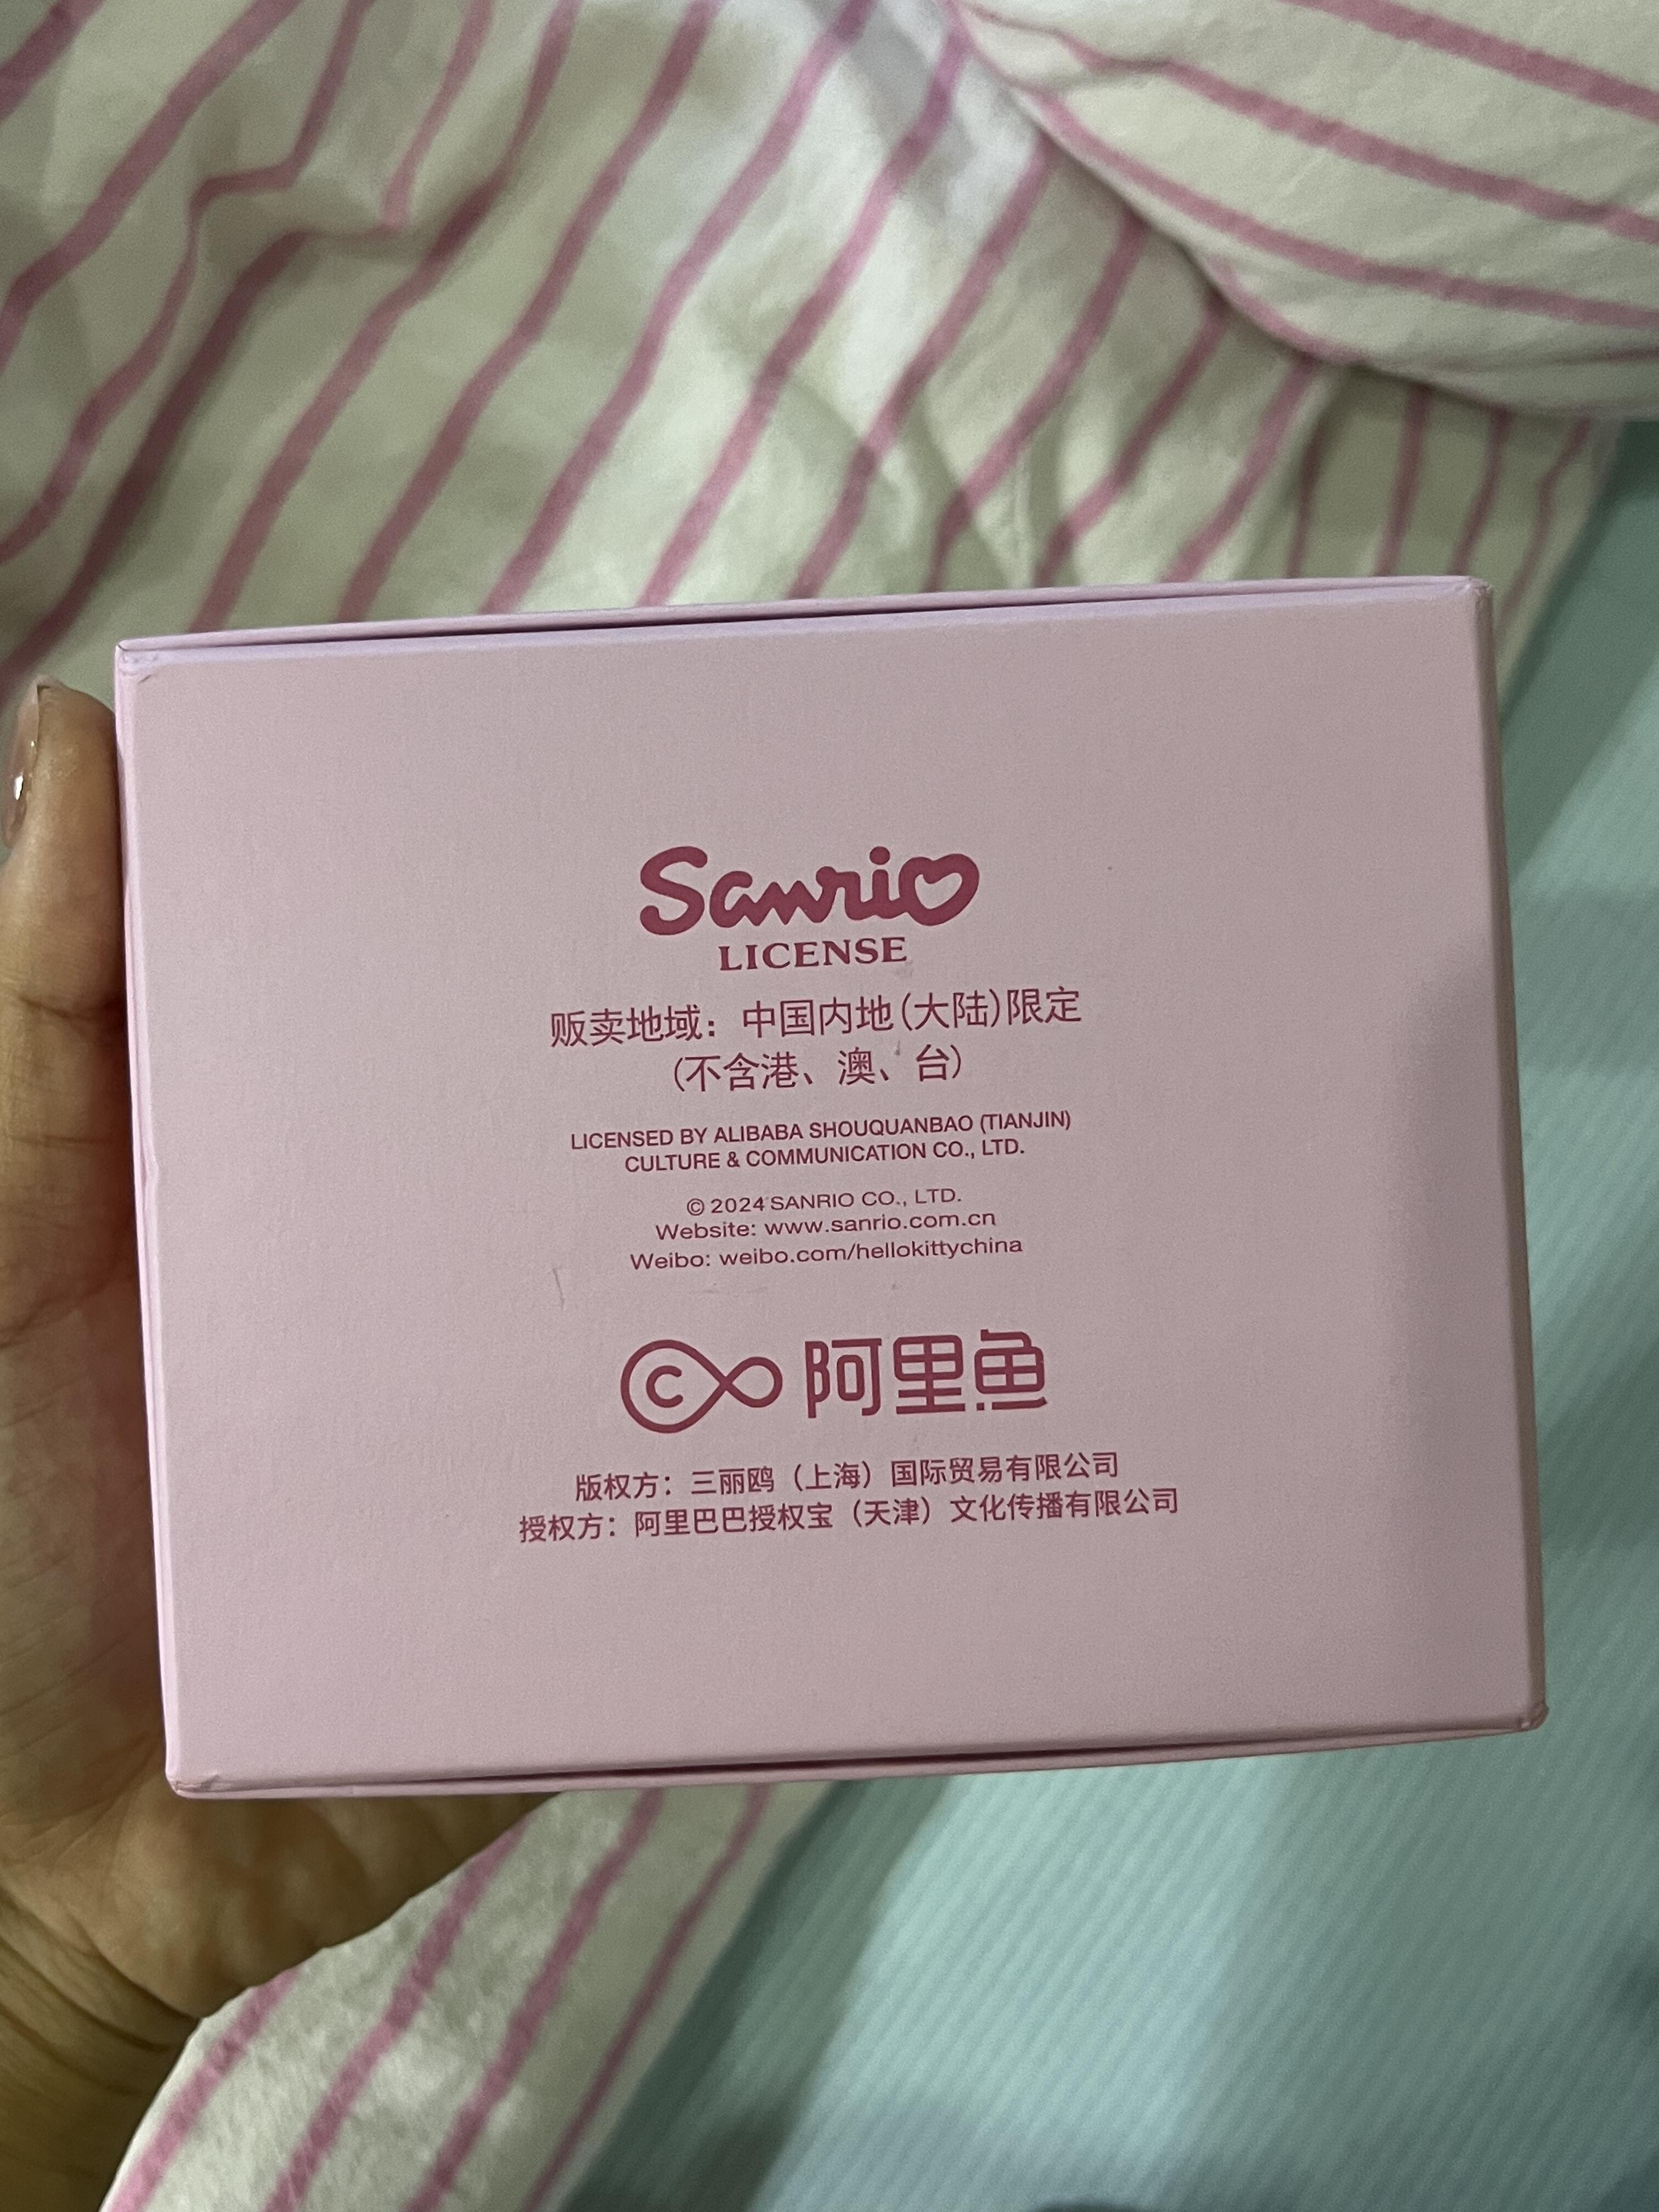 Sanrio
LICENSE
贩卖地域：中国内地(大陆)限定
(不含港、澳、台)
LICENSED BY ALIBABA SHOUQUANBAO (TIANJIN)
CULTURE & COMMUNICATION CO., LTD.
© 2024 SANRIO CO., LTD.
Website: www.sanrio.com.cn
Weibo: weibo.com/hellokittychina
C 阿里鱼
版权方：三丽鸥（上海）国际贸易有限公司
授权方：阿里巴巴授权宝（天津）文化传播有限公司